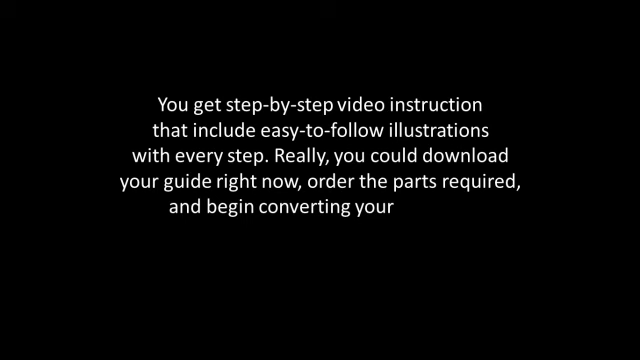 You get step-by-step video instruction
that include easy-to-follow illustrations
with every step. Really, you could download
your guide right now, order the parts required,
and begin converting your